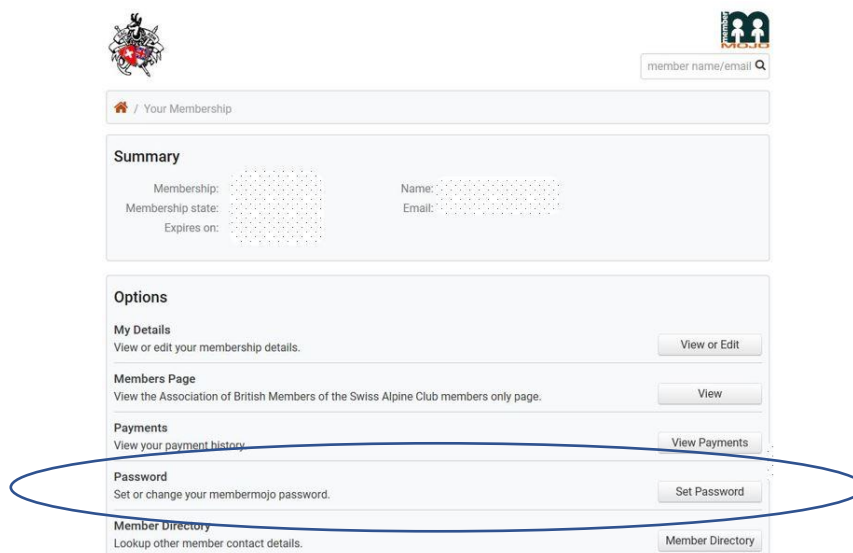 member
MOJO
member name/email
/ Your Membership
Summary
Membership:
Name:
Membership state:
Email:
Expires on:
Options
My Details
View or edit your membership details.
View or Edit
Members Page
View the Association of British Members of the Swiss Alpine Club members only page.
View
Payments
View your payment history.
View Payments
Password
Set or change your membermojo password.
Set Password
Member Directory
Lookup other member contact details.
Member Directory